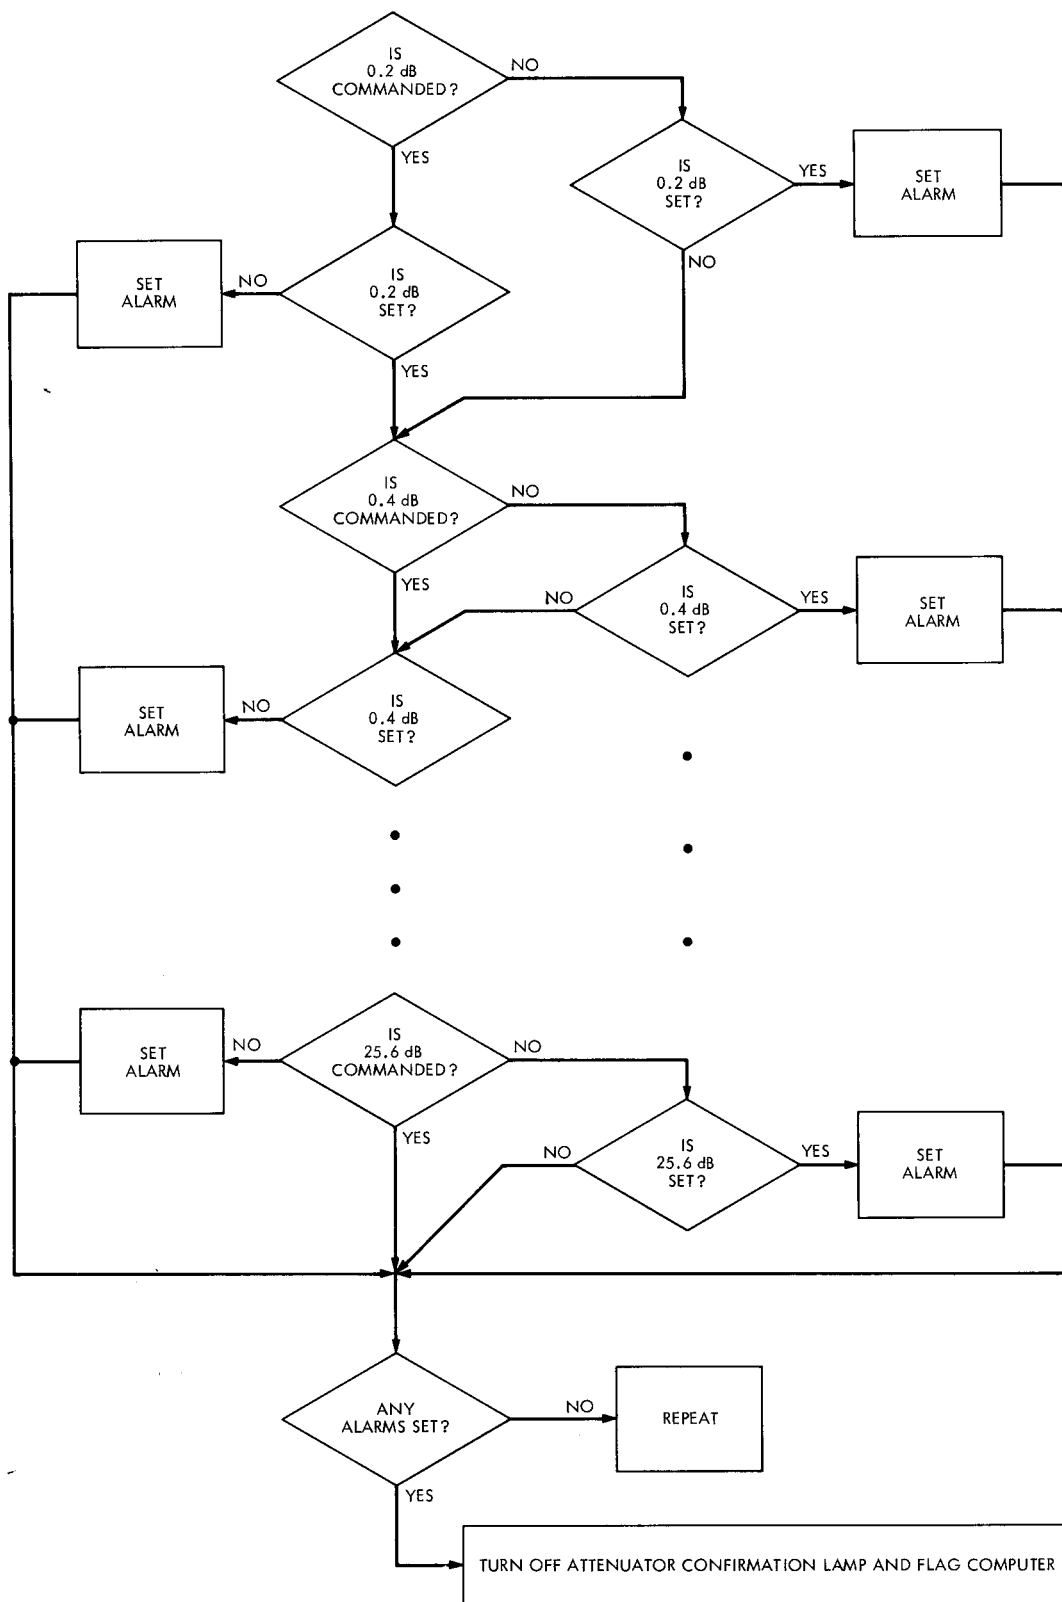 IS
0.2 dB
COMMANDED?
NO
YES
IS
0.2 dB
SET?
YES
SET
ALARM
NO
SET
ALARM
NO
IS
0.2 dB
SET?
YES
IS
0.4 dB
COMMANDED?
NO
YES
NO
IS
0.4 dB
SET?
YES
SET
ALARM
SET
ALARM
NO
IS
0.4 dB
SET?
SET
ALARM
NO
IS
25.6 dB
COMMANDED?
NO
YES
NO
IS
25.6 dB
SET?
YES
SET
ALARM
ANY
ALARMS SET?
NO
REPEAT
YES
TURN OFF ATTENUATOR CONFIRMATION LAMP AND FLAG COMPUTER